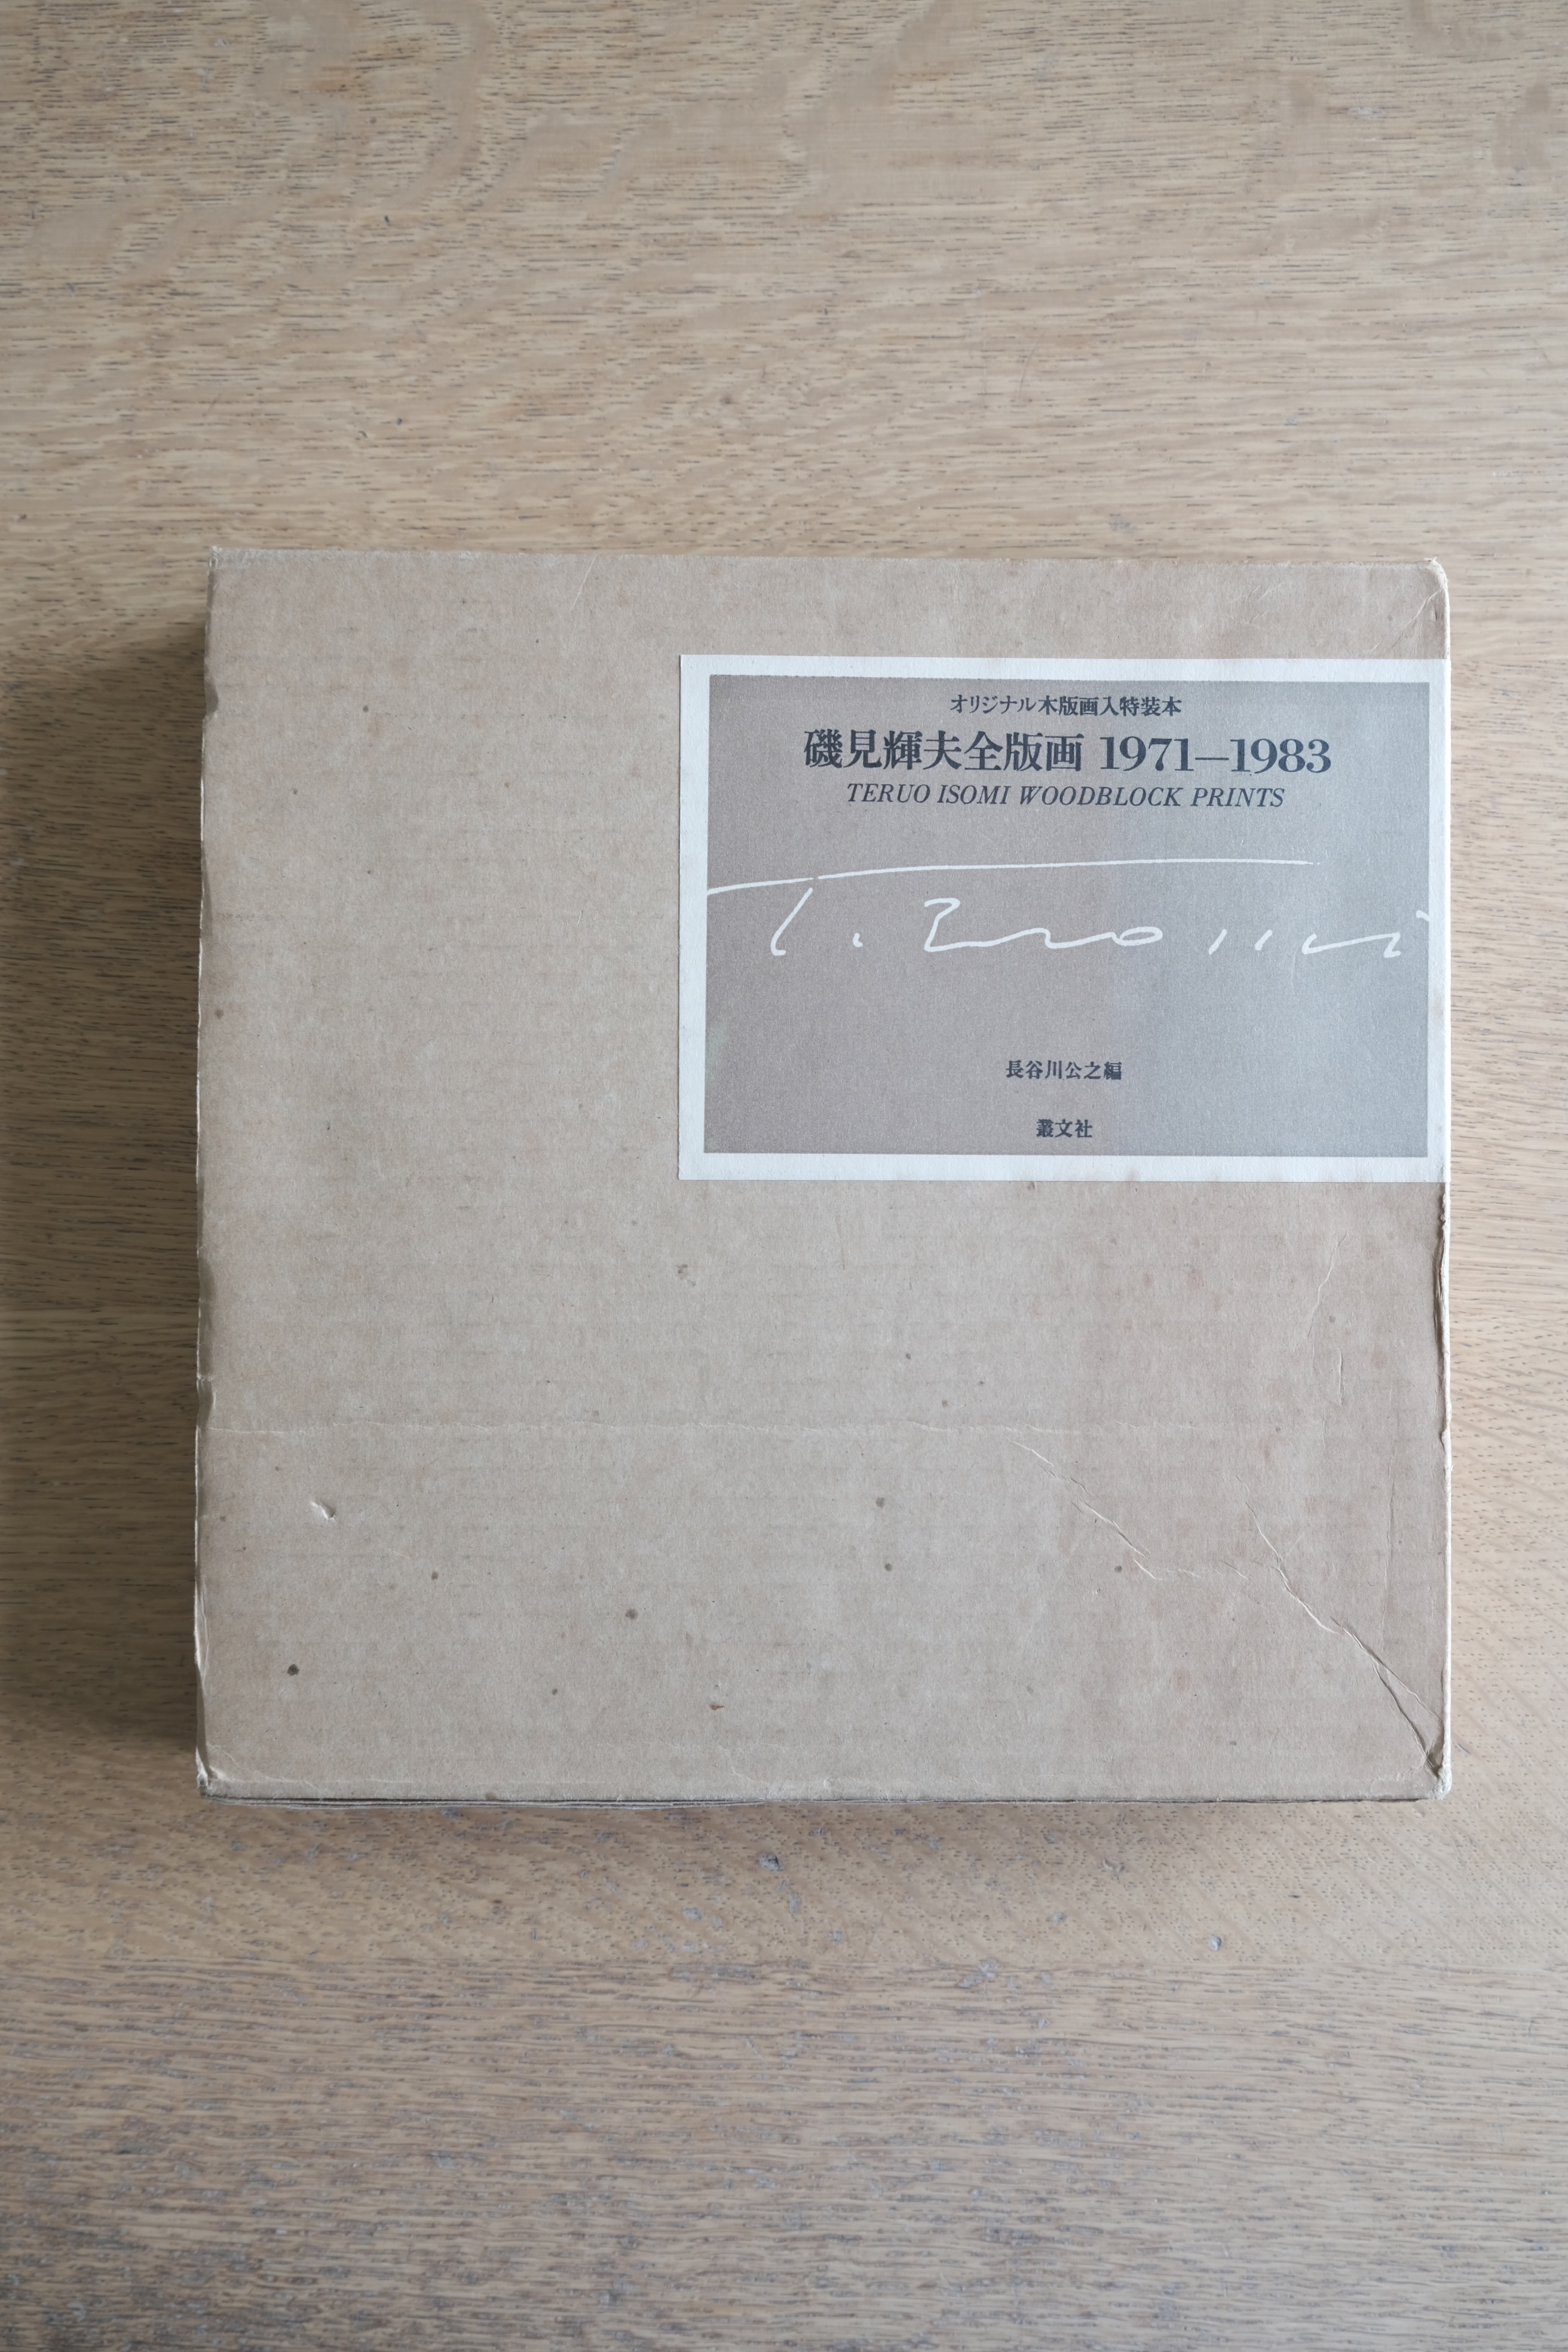 オリジナル木版画入特装本
磯見輝夫全版画 1971—1983
TERUO ISOMI WOODBLOCK PRINTS
長谷川公之編
叢文社